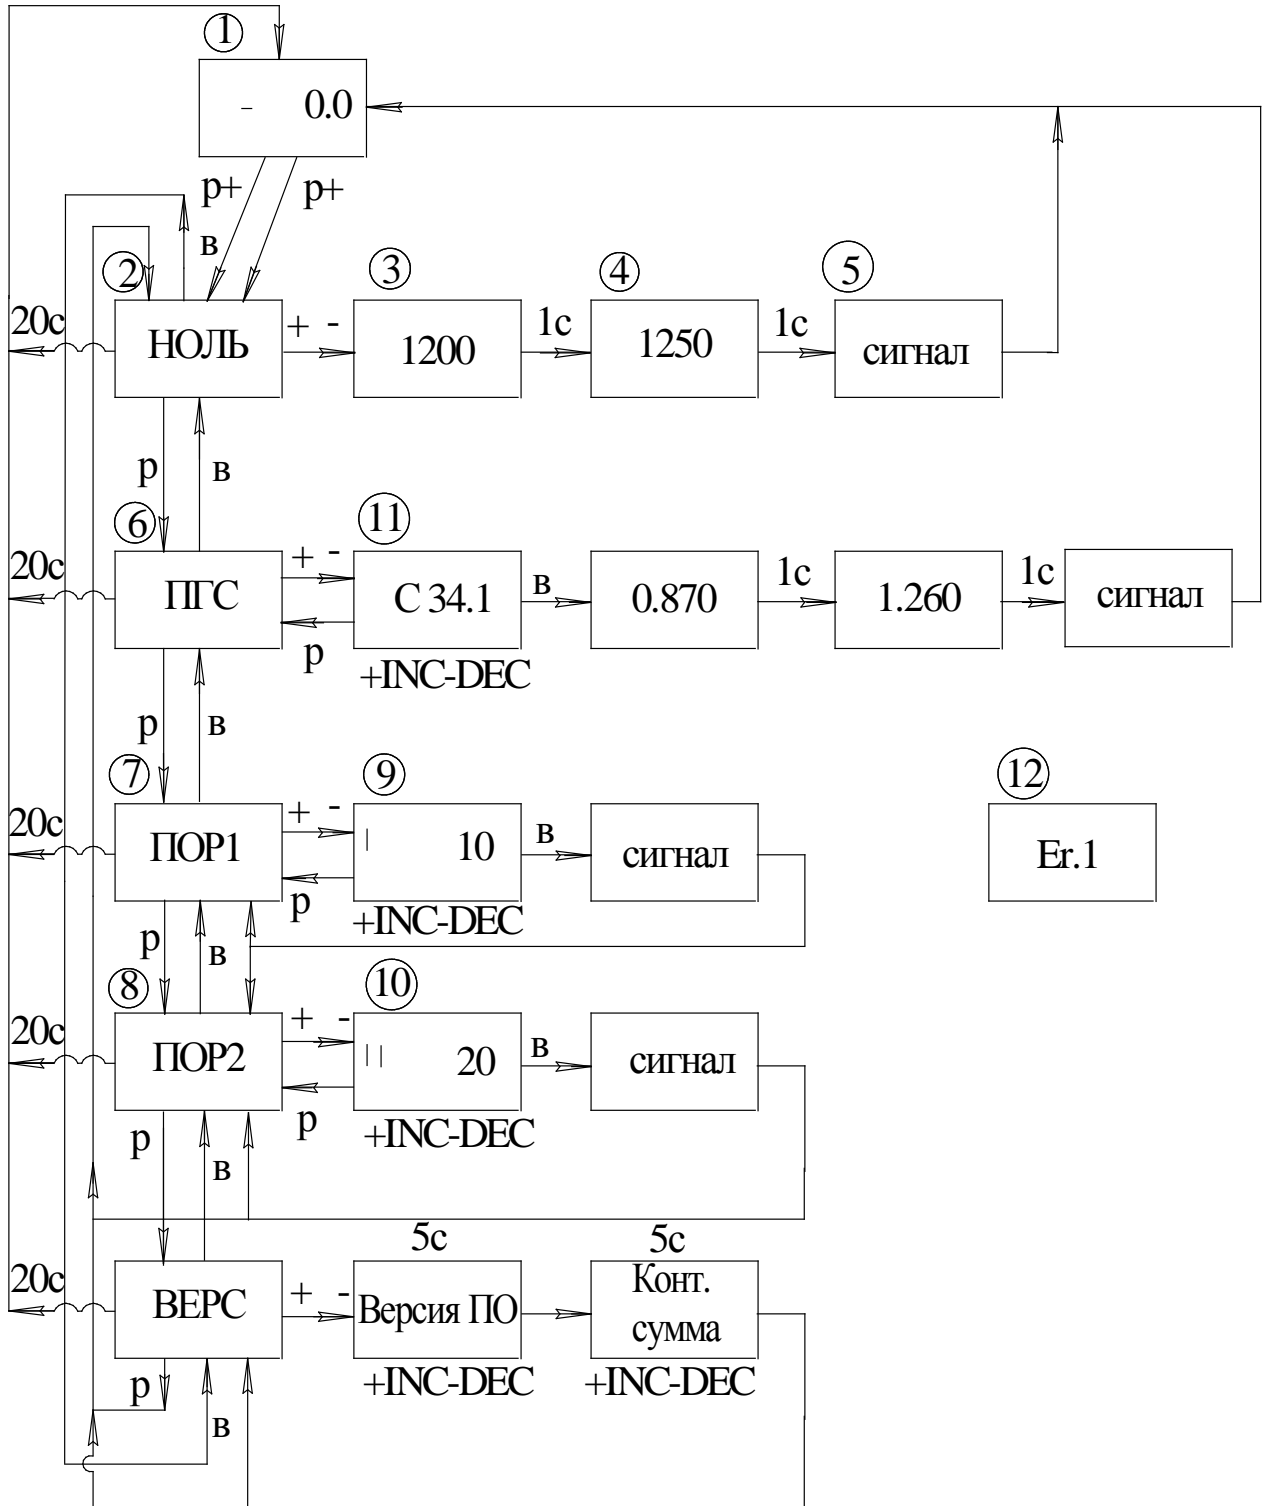 1
- 0.0
р+ р+
в
2 3 4 5
20с НОЛЬ + - 1200 1с 1250 1с сигнал
р в
6 11
20с ПГС + - С 34.1 в 0.870 1с 1.260 1с сигнал
р
+INC-DEC
р в
7 9 12
20с ПОР1 + - I 10 в сигнал Er.1
р
+INC-DEC
р в
8 10
20с ПОР2 + - II 20 в сигнал
р
+INC-DEC
р в
5с 5с
20с ВЕРС + - Версия ПО Конт.
сумма
+INC-DEC +INC-DEC
р в